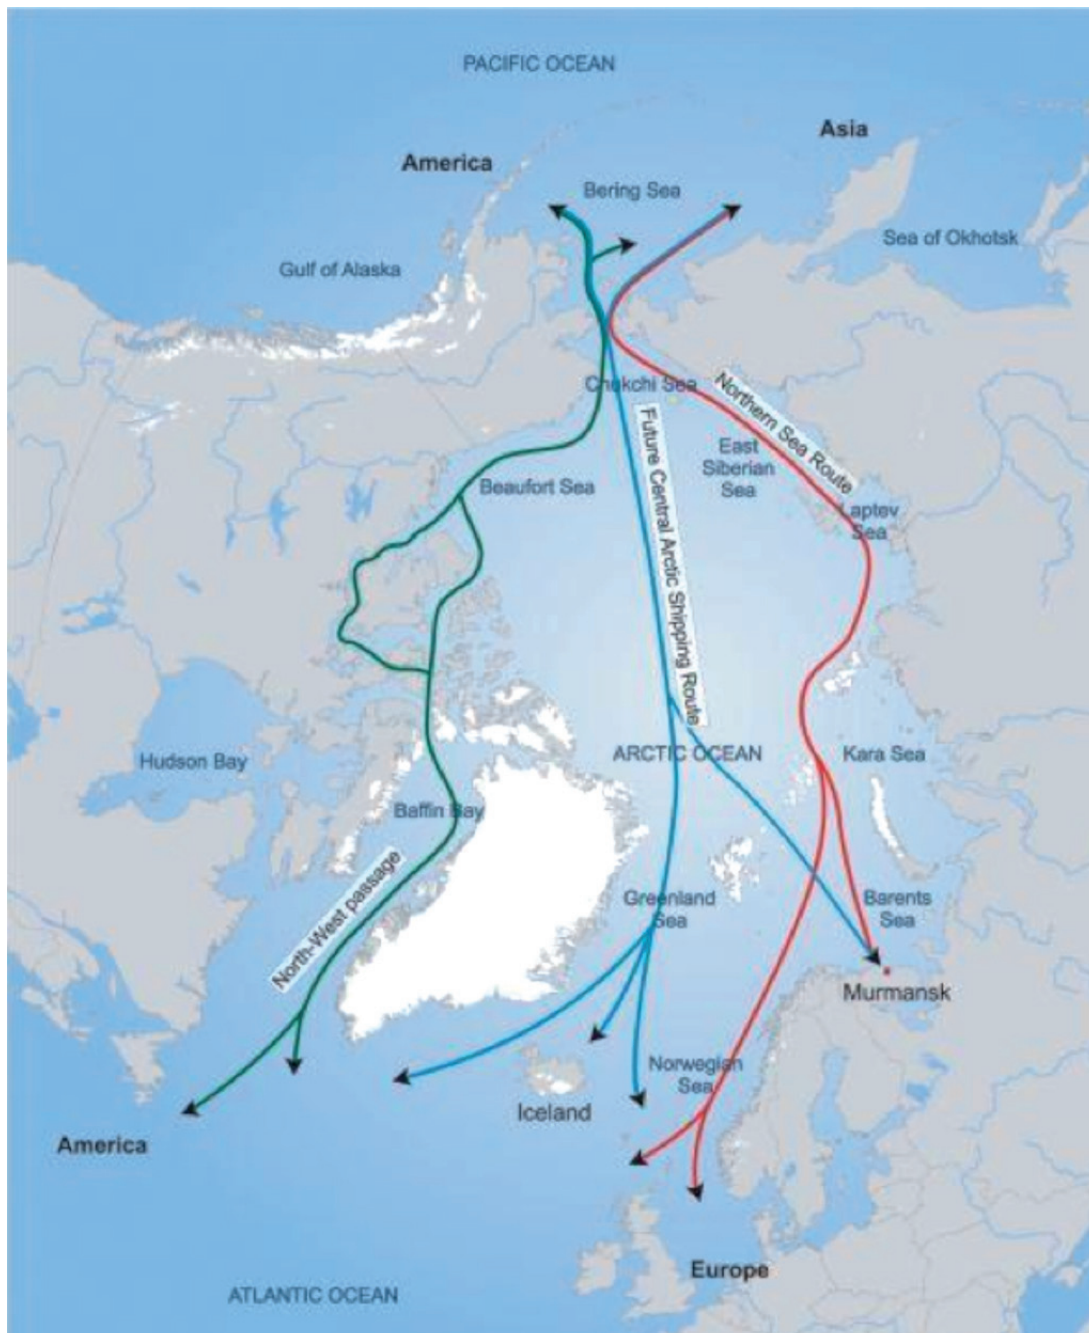 PACIFIC OCEAN
Asia
America
Bering Sea
Sea of Okhotsk
Gulf of Alaska
Chukchi Sea
Northern Sea Route
Future Central Arctic Shipping Route
East
Siberian
Sea
Beaufort Sea
Laptev
Sea
ARCTIC OCEAN
Kara Sea
Hudson Bay
Baffin Bay
North-West passage
Greenland
Sea
Barents
Sea
Murmansk
Norwegian
Sea
Iceland
America
Europe
ATLANTIC OCEAN